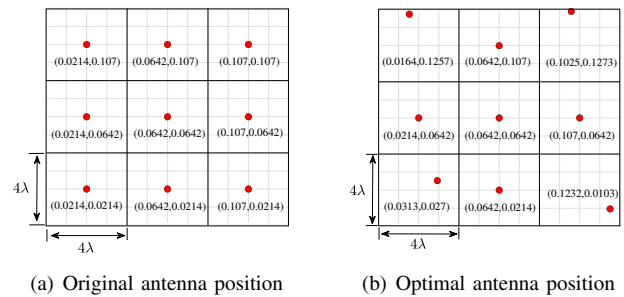 (0.0214,0.107) (0.0642,0.107) (0.107,0.107)
(0.0214,0.0642) (0.0642,0.0642) (0.107,0.0642)
(0.0214,0.0214) (0.0642,0.0214) (0.107,0.0214)
4λ
4λ
(a) Original antenna position
(0.0164,0.1257) (0.0642,0.107) (0.1025,0.1273)
(0.0214,0.0642) (0.0642,0.0642) (0.107,0.0642)
(0.0313,0.027) (0.0642,0.0214) (0.1232,0.0103)
4λ
4λ
(b) Optimal antenna position